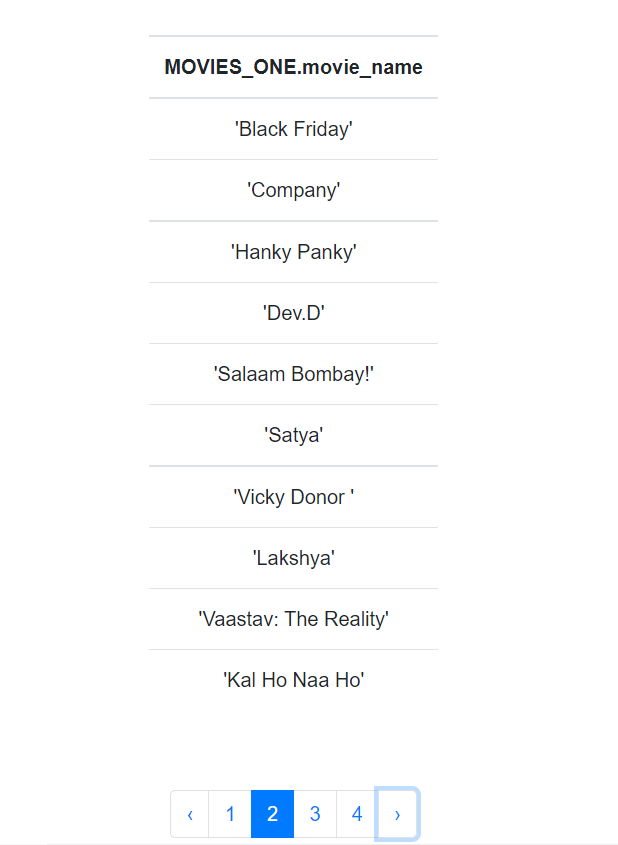 MOVIES_ONE.movie_name
'Black Friday'
'Company'
'Hanky Panky'
'Dev.D'
'Salaam Bombay!'
'Satya'
'Vicky Donor '
'Lakshya'
'Vaastav: The Reality'
'Kal Ho Naa Ho'
‹ 1 2 3 4 ›